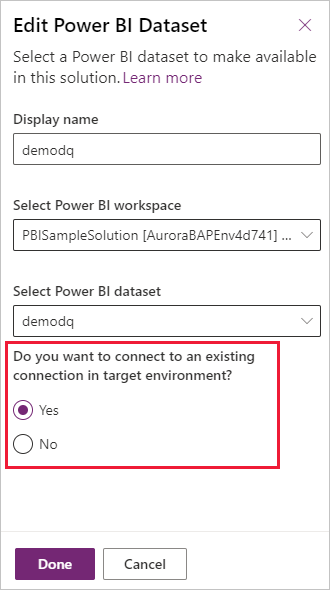 Edit Power BI Dataset
Select a Power BI dataset to make available
in this solution. Learn more
Display name
demodq
Select Power BI workspace
PBISampleSolution [AuroraBAPEnv4d741] ...
Select Power BI dataset
demodq
Do you want to connect to an existing
connection in target environment?
Yes
No
Done Cancel